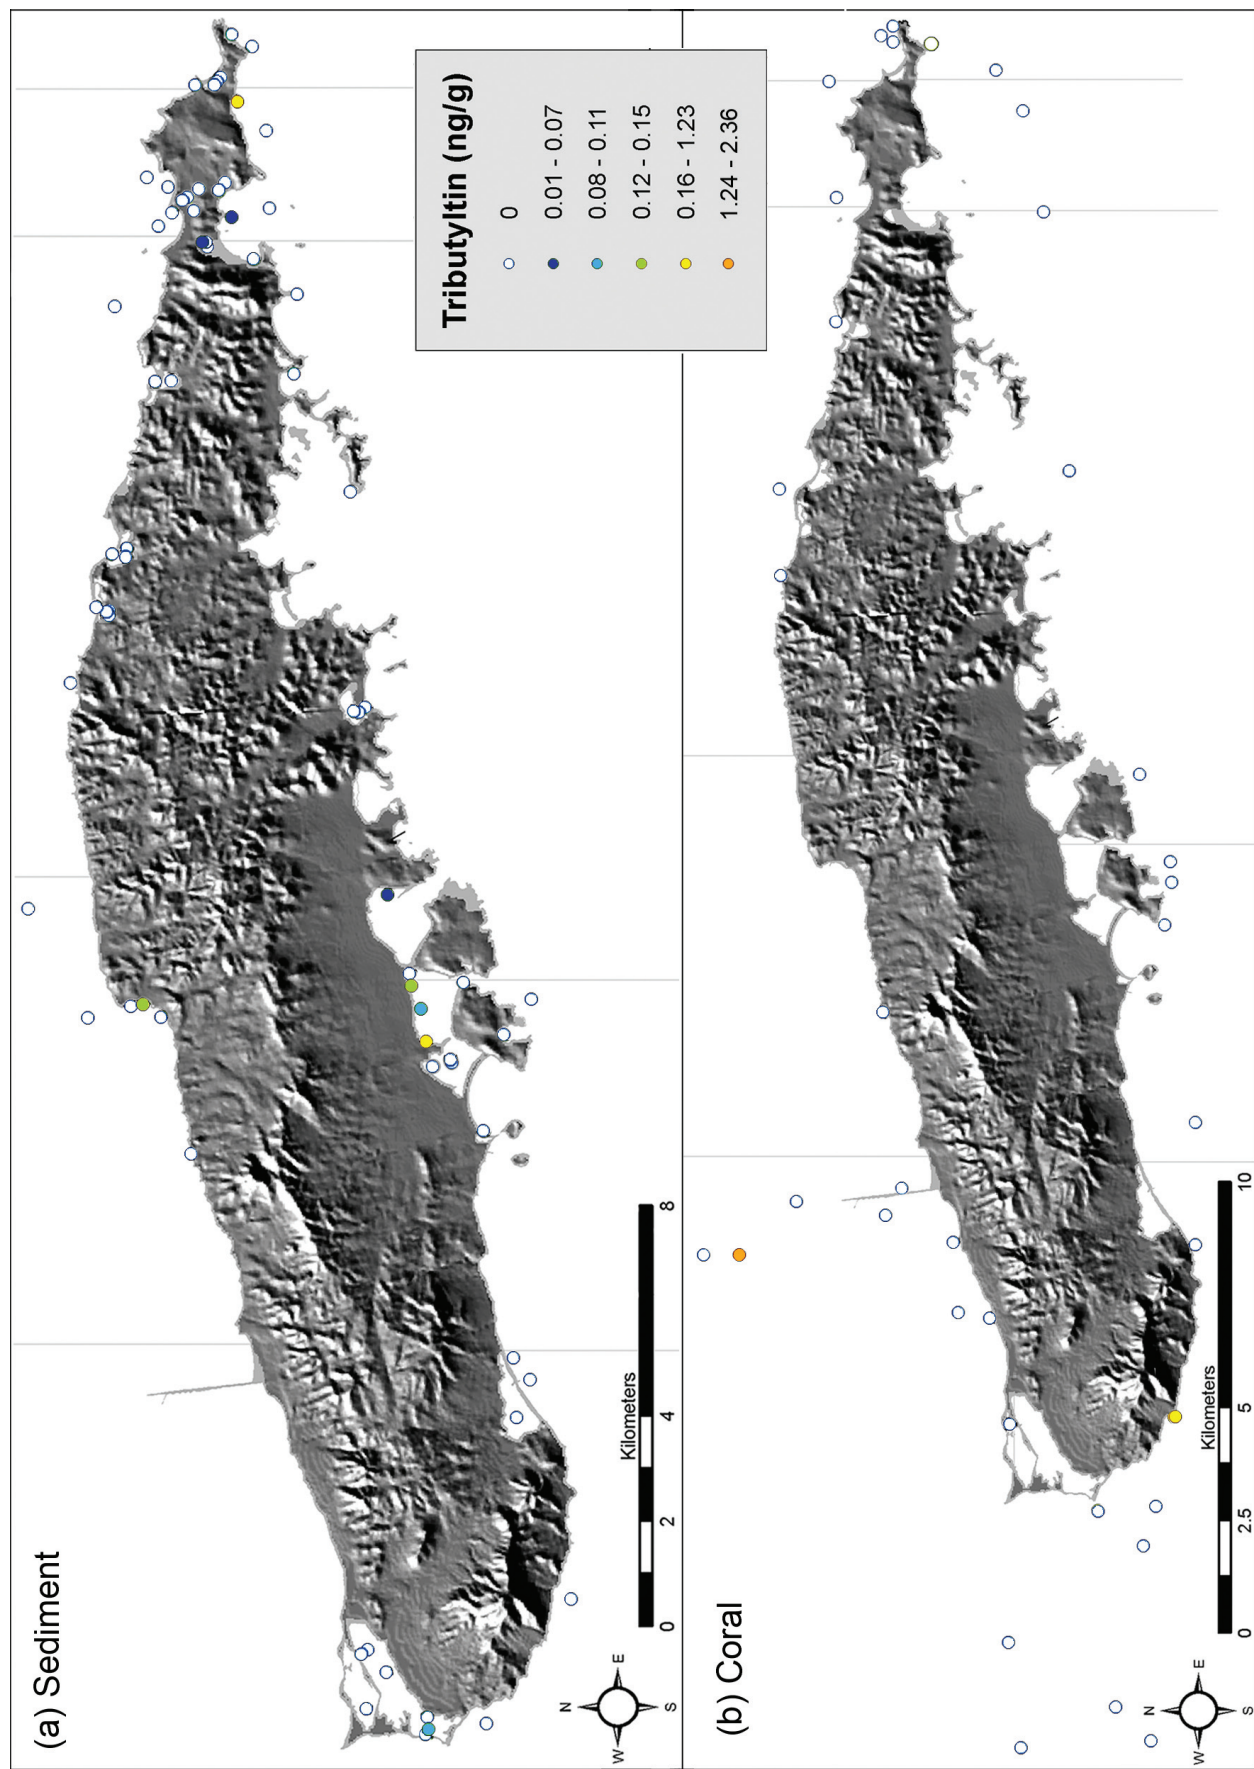 (a) Sediment
N
W
E
S
Kilometers
0
2
4
8
Tributyltin (ng/g)
0
0.01 - 0.07
0.08 - 0.11
0.12 - 0.15
0.16 - 1.23
1.24 - 2.36
(b) Coral
N
W
E
S
Kilometers
0
2.5
5
10